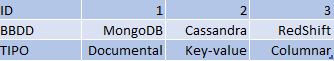 ID 1 2 3
BBDD MongoDB Cassandra RedShift
TIPO Documental Key-value Columnar